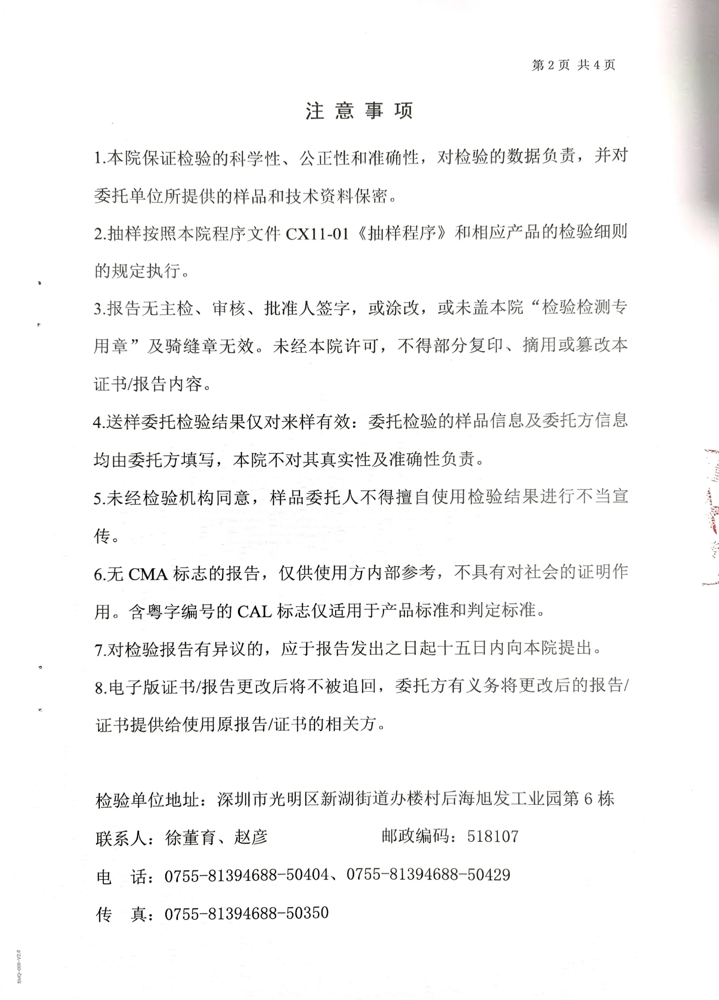 第 2 页 共 4 页
注 意 事 项
1.本院保证检验的科学性、公正性和准确性，对检验的数据负责，并对
委托单位所提供的样品和技术资料保密。
2.抽样按照本院程序文件 CX11-01《抽样程序》和相应产品的检验细则
的规定执行。
3.报告无主检、审核、批准人签字，或涂改，或未盖本院“检验检测专
用章”及骑缝章无效。未经本院许可，不得部分复印、摘用或篡改本
证书/报告内容。
4.送样委托检验结果仅对来样有效：委托检验的样品信息及委托方信息
均由委托方填写，本院不对其真实性及准确性负责。
5.未经检验机构同意，样品委托人不得擅自使用检验结果进行不当宣
传。
6.无 CMA 标志的报告，仅供使用方内部参考，不具有对社会的证明作
用。含粤字编号的 CAL 标志仅适用于产品标准和判定标准。
7.对检验报告有异议的，应于报告发出之日起十五日内向本院提出。
8.电子版证书/报告更改后将不被追回，委托方有义务将更改后的报告/
证书提供给使用原报告/证书的相关方。
检验单位地址：深圳市光明区新湖街道办楼村后海旭发工业园第 6 栋
联系人：徐董育、赵彦 邮政编码：518107
电 话：0755-81394688-50404、0755-81394688-50429
传 真：0755-81394688-50350
SMQ-009-V2.0